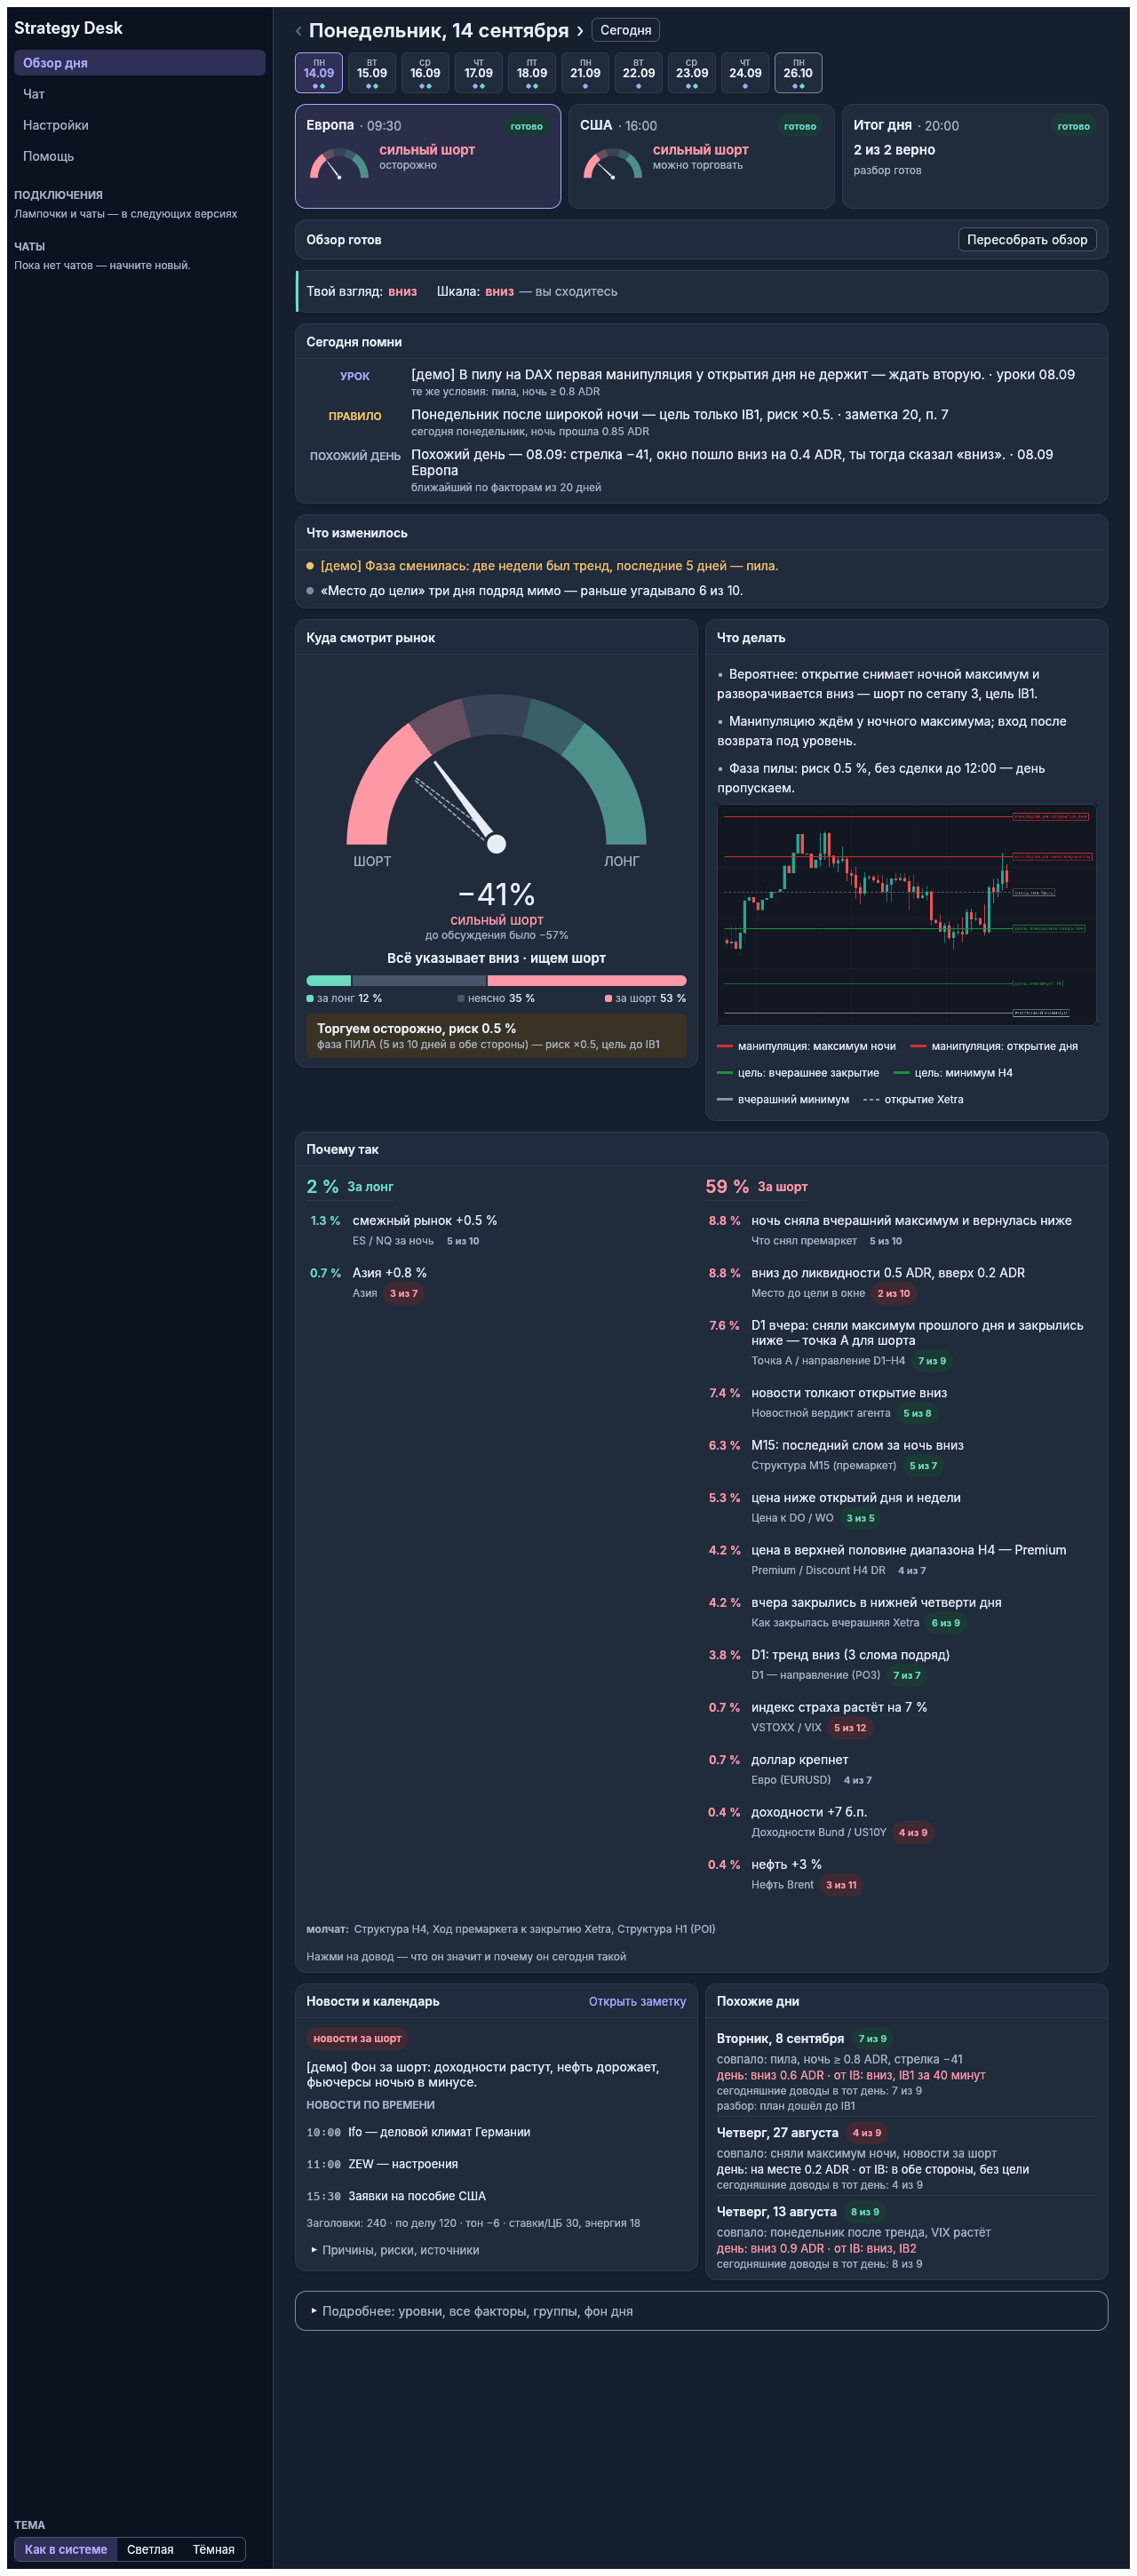 Strategy Desk
Обзор дня
Чат
Настройки
Помощь
ПОДКЛЮЧЕНИЯ
Лампочки и чаты — в следующих версиях
ЧАТЫ
Пока нет чатов — начните новый.
‹ Понедельник, 14 сентября › Сегодня
ПН ВТ СР ЧТ ПТ ПН ВТ СР ЧТ ПН
14.09 15.09 16.09 17.09 18.09 21.09 22.09 23.09 24.09 26.10
Европа · 09:30 готово
сильный шорт
осторожно
США · 16:00 готово
сильный шорт
можно торговать
Итог дня · 20:00 готово
2 из 2 верно
разбор готов
Обзор готов Пересобрать обзор
Твой взгляд: вниз Шкала: вниз — вы сходитесь
Сегодня помни
УРОК [демо] В пилу на DAX первая манипуляция у открытия дня не держит — ждать вторую. · уроки 08.09
те же условия: пила, ночь ≥ 0.8 ADR
ПРАВИЛО Понедельник после широкой ночи — цель только IB1, риск ×0.5. · заметка 20, п. 7
сегодня понедельник, ночь прошла 0.85 ADR
ПОХОЖИЙ ДЕНЬ Похожий день — 08.09: стрелка −41, окно пошло вниз на 0.4 ADR, ты тогда сказал «вниз». · 08.09
Европа
ближайший по факторам из 20 дней
Что изменилось
[демо] Фаза сменилась: две недели был тренд, последние 5 дней — пила.
«Место до цели» три дня подряд мимо — раньше угадывало 6 из 10.
Куда смотрит рынок
ШОРТ ЛОНГ
−41%
сильный шорт
до обсуждения было −57%
Всё указывает вниз · ищем шорт
за лонг 12 % неясно 35 % за шорт 53 %
Торгуем осторожно, риск 0.5 %
фаза ПИЛА (5 из 10 дней в обе стороны) — риск ×0.5, цель до IB1
Что делать
• Вероятнее: открытие снимает ночной максимум и
разворачивается вниз — шорт по сетапу 3, цель IB1.
• Манипуляцию ждём у ночного максимума; вход после
возврата под уровень.
• Фаза пилы: риск 0.5 %, без сделки до 12:00 — день
пропускаем.
манипуляция: максимум ночи манипуляция: открытие дня
цель: вчерашнее закрытие цель: минимум H4
вчерашний минимум открытие Xetra
Почему так
2 % За лонг
1.3 % смежный рынок +0.5 %
ES / NQ за ночь 5 из 10
0.7 % Азия +0.8 %
Азия 3 из 7
59 % За шорт
8.8 % ночь сняла вчерашний максимум и вернулась ниже
Что снял премаркет 5 из 10
8.8 % вниз до ликвидности 0.5 ADR, вверх 0.2 ADR
Место до цели в окне 2 из 10
7.6 % D1 вчера: сняли максимум прошлого дня и закрылись
ниже — точка А для шорта
Точка А / направление D1–H4 7 из 9
7.4 % новости толкают открытие вниз
Новостной вердикт агента 5 из 8
6.3 % M15: последний слом за ночь вниз
Структура M15 (премаркет) 5 из 7
5.3 % цена ниже открытий дня и недели
Цена к DO / WO 3 из 5
4.2 % цена в верхней половине диапазона H4 — Premium
Premium / Discount H4 DR 4 из 7
4.2 % вчера закрылись в нижней четверти дня
Как закрылась вчерашняя Xetra 6 из 9
3.8 % D1: тренд вниз (3 слома подряд)
D1 — направление (PO3) 7 из 7
0.7 % индекс страха растёт на 7 %
VSTOXX / VIX 5 из 12
0.7 % доллар крепнет
Евро (EURUSD) 4 из 7
0.4 % доходности +7 б.п.
Доходности Bund / US10Y 4 из 9
0.4 % нефть +3 %
Нефть Brent 3 из 11
молчат: Структура H4, Ход премаркета к закрытию Xetra, Структура H1 (POI)
Нажми на довод — что он значит и почему он сегодня такой
Новости и календарь Открыть заметку
новости за шорт
[демо] Фон за шорт: доходности растут, нефть дорожает,
фьючерсы ночью в минусе.
НОВОСТИ ПО ВРЕМЕНИ
10:00 Ifo — деловой климат Германии
11:00 ZEW — настроения
15:30 Заявки на пособие США
Заголовки: 240 · по делу 120 · тон −6 · ставки/ЦБ 30, энергия 18
▸ Причины, риски, источники
Похожие дни
Вторник, 8 сентября 7 из 9
совпало: пила, ночь ≥ 0.8 ADR, стрелка −41
день: вниз 0.6 ADR · от IB: вниз, IB1 за 40 минут
сегодняшние доводы в тот день: 7 из 9
разбор: план дошёл до IB1
Четверг, 27 августа 4 из 9
совпало: сняли максимум ночи, новости за шорт
день: на месте 0.2 ADR · от IB: в обе стороны, без цели
сегодняшние доводы в тот день: 4 из 9
Четверг, 13 августа 8 из 9
совпало: понедельник после тренда, VIX растёт
день: вниз 0.9 ADR · от IB: вниз, IB2
сегодняшние доводы в тот день: 8 из 9
▸ Подробнее: уровни, все факторы, группы, фон дня
ТЕМА
Как в системе Светлая Тёмная